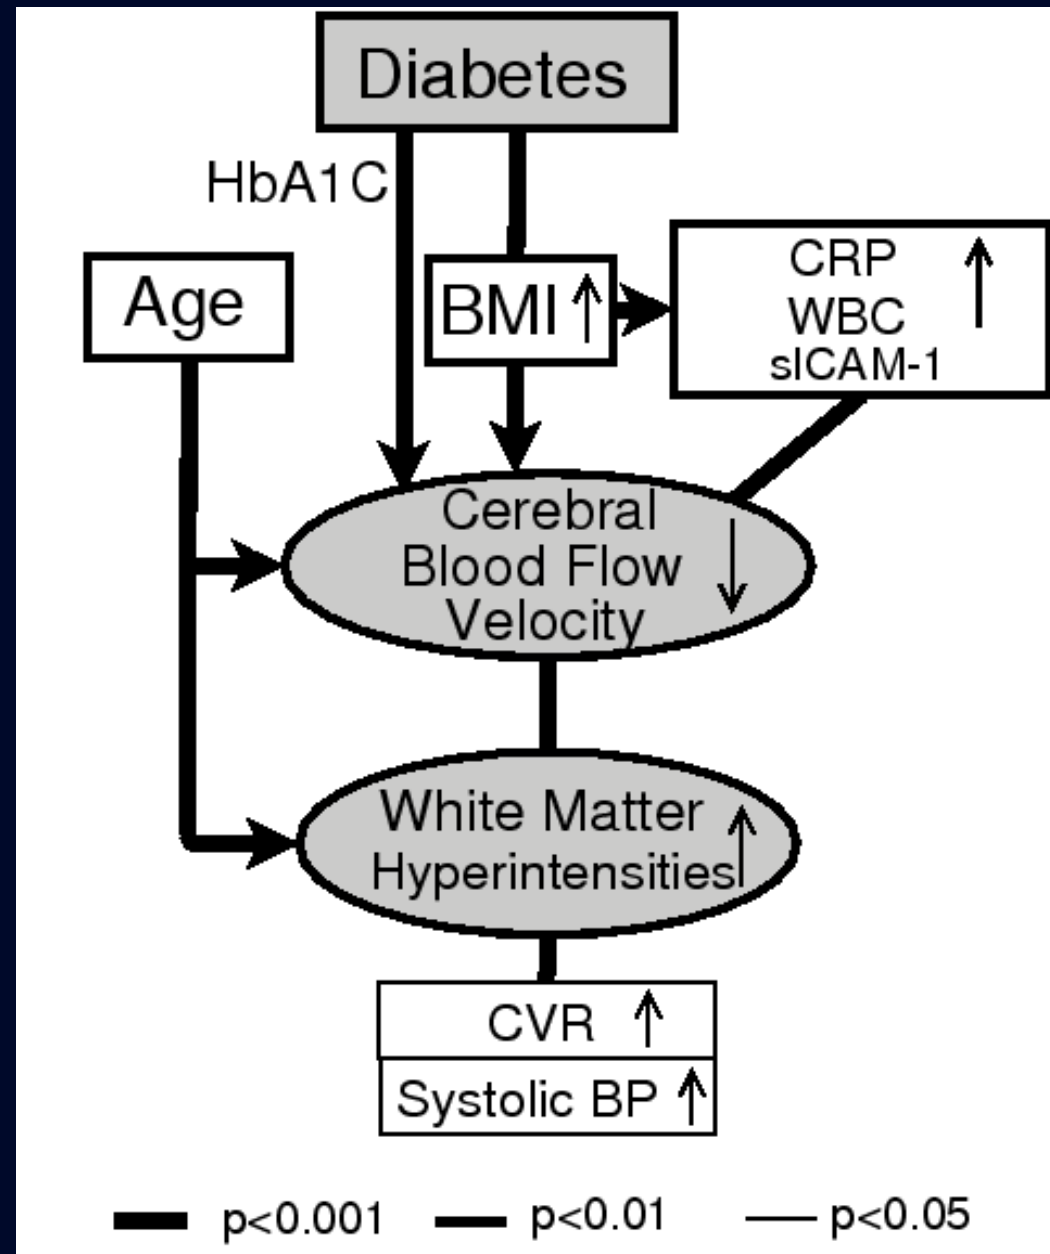 Diabetes
HbA1C
Age
BMI ↑
CRP ↑
WBC
sICAM-1
Cerebral
Blood Flow ↓
Velocity
White Matter ↑
Hyperintensities
CVR ↑
Systolic BP ↑
p<0.001 p<0.01 p<0.05